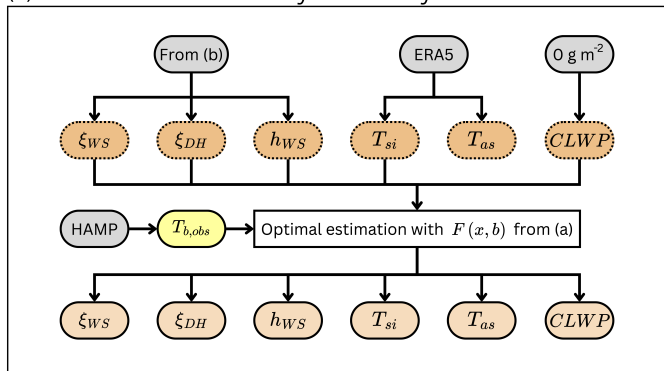 From (b) ERA5 0 g m⁻²
ξ_WS ξ_DH h_WS T_si T_as CLWP
HAMP T_b,obs Optimal estimation with F(x, b) from (a)
ξ_WS ξ_DH h_WS T_si T_as CLWP